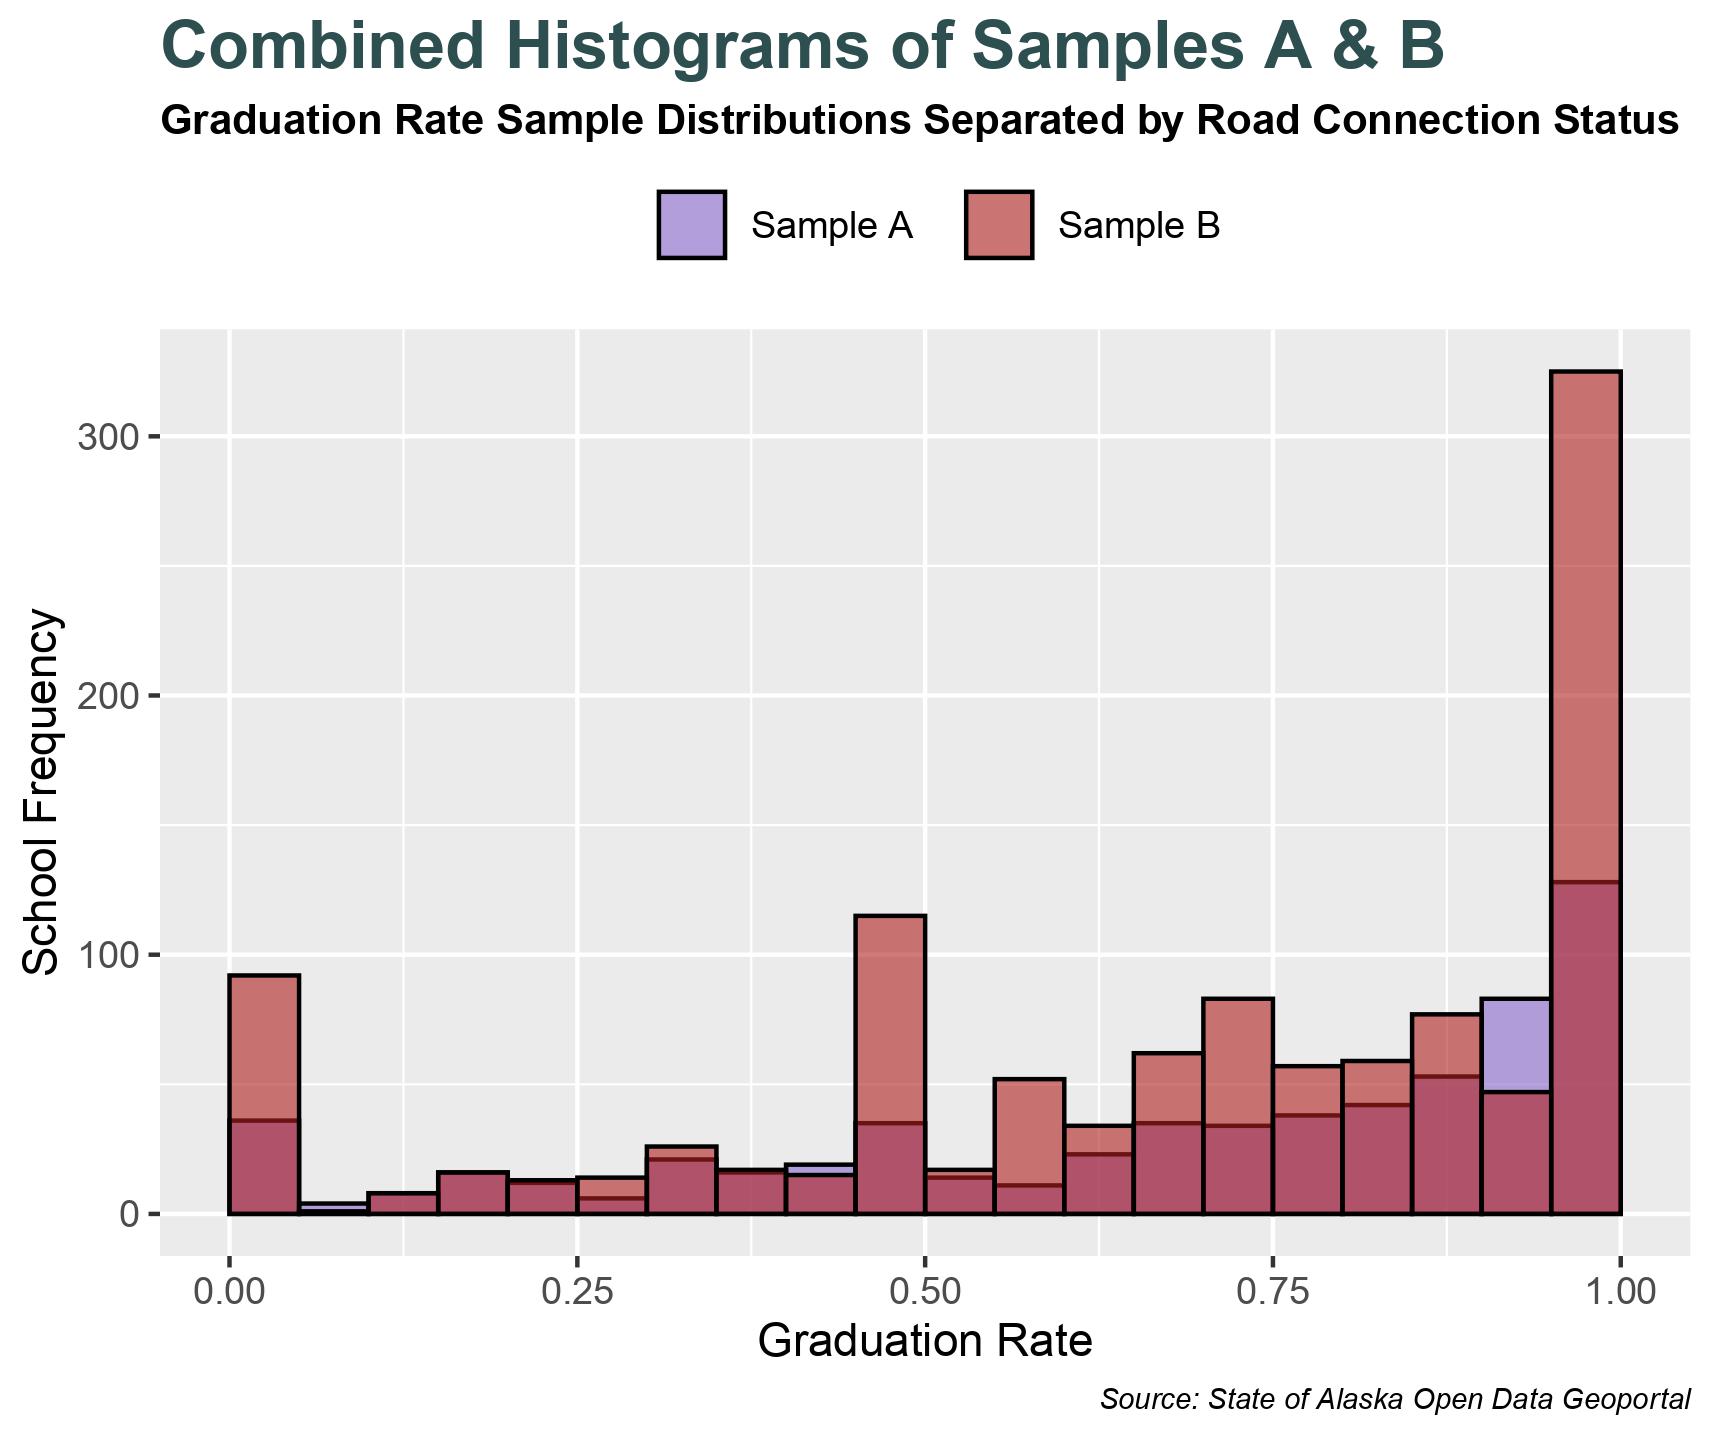 Combined Histograms of Samples A & B
Graduation Rate Sample Distributions Separated by Road Connection Status
Sample A
Sample B
School Frequency
300
200
100
0
0.00
0.25
0.50
0.75
1.00
Graduation Rate
Source: State of Alaska Open Data Geoportal